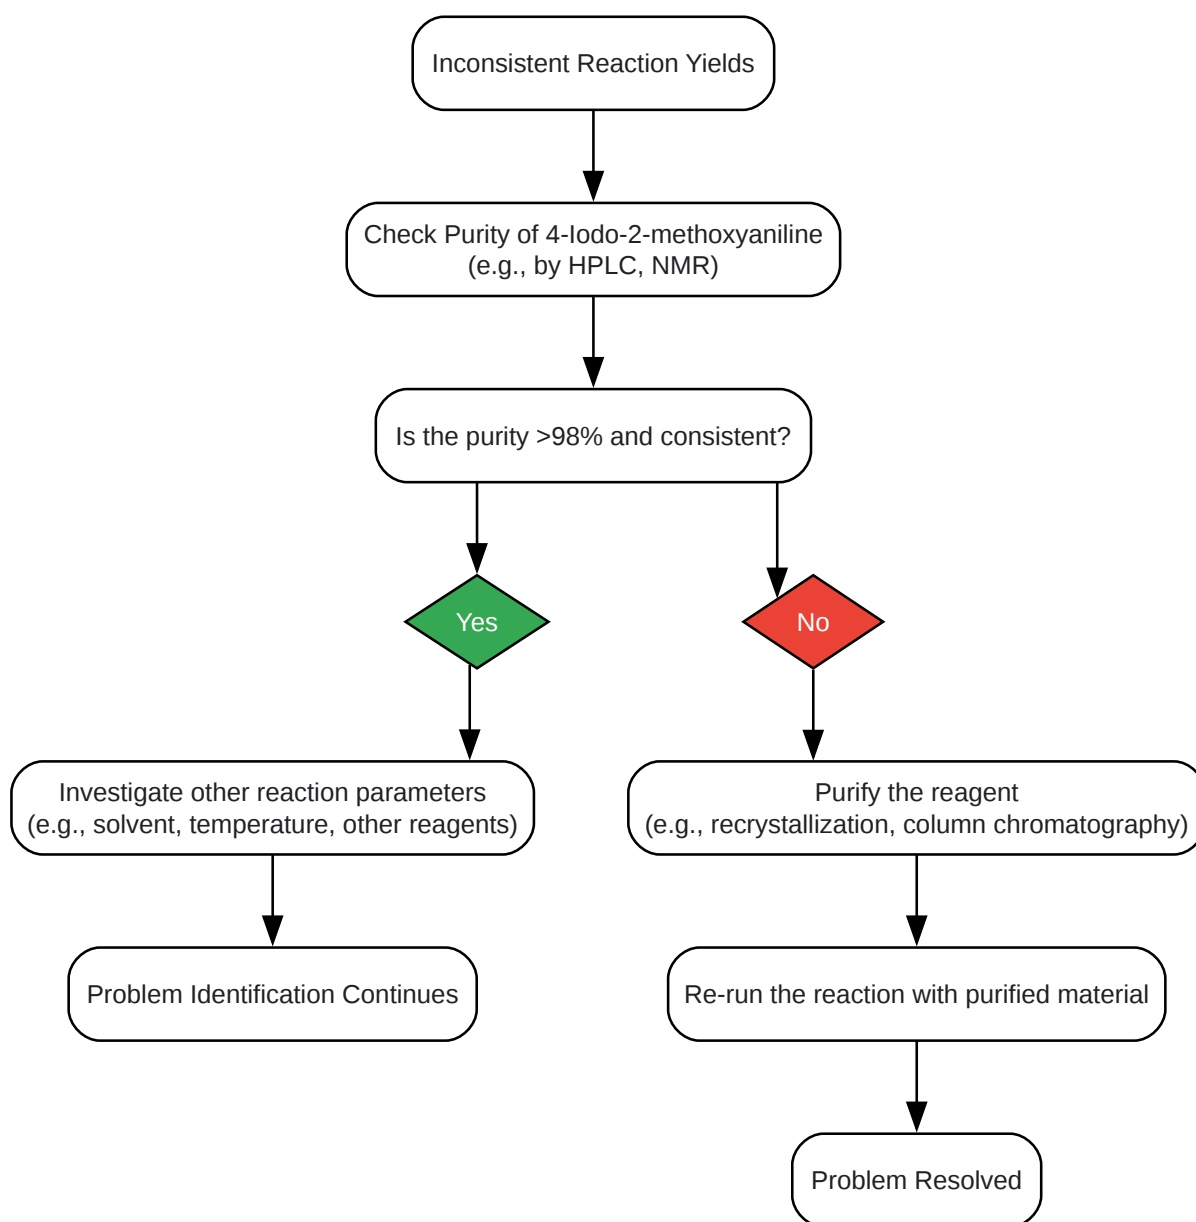 Inconsistent Reaction Yields
Check Purity of 4-Iodo-2-methoxyaniline
(e.g., by HPLC, NMR)
Is the purity >98% and consistent?
Yes
No
Investigate other reaction parameters
(e.g., solvent, temperature, other reagents)
Purify the reagent
(e.g., recrystallization, column chromatography)
Problem Identification Continues
Re-run the reaction with purified material
Problem Resolved